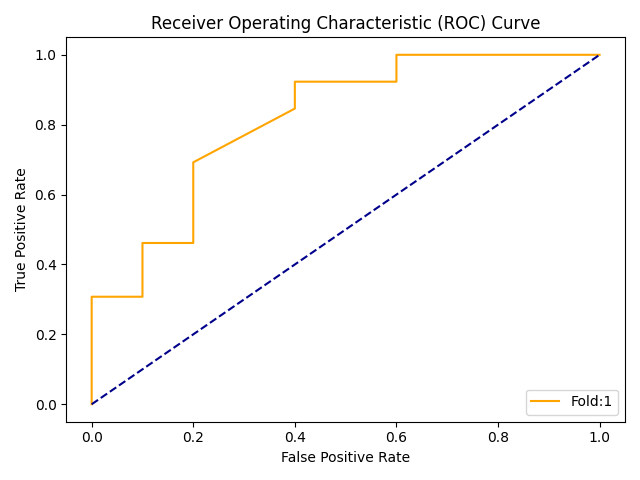 Receiver Operating Characteristic (ROC) Curve
1.0
0.8
0.6
0.4
0.2
0.0
True Positive Rate
0.0 0.2 0.4 0.6 0.8 1.0
False Positive Rate
Fold:1